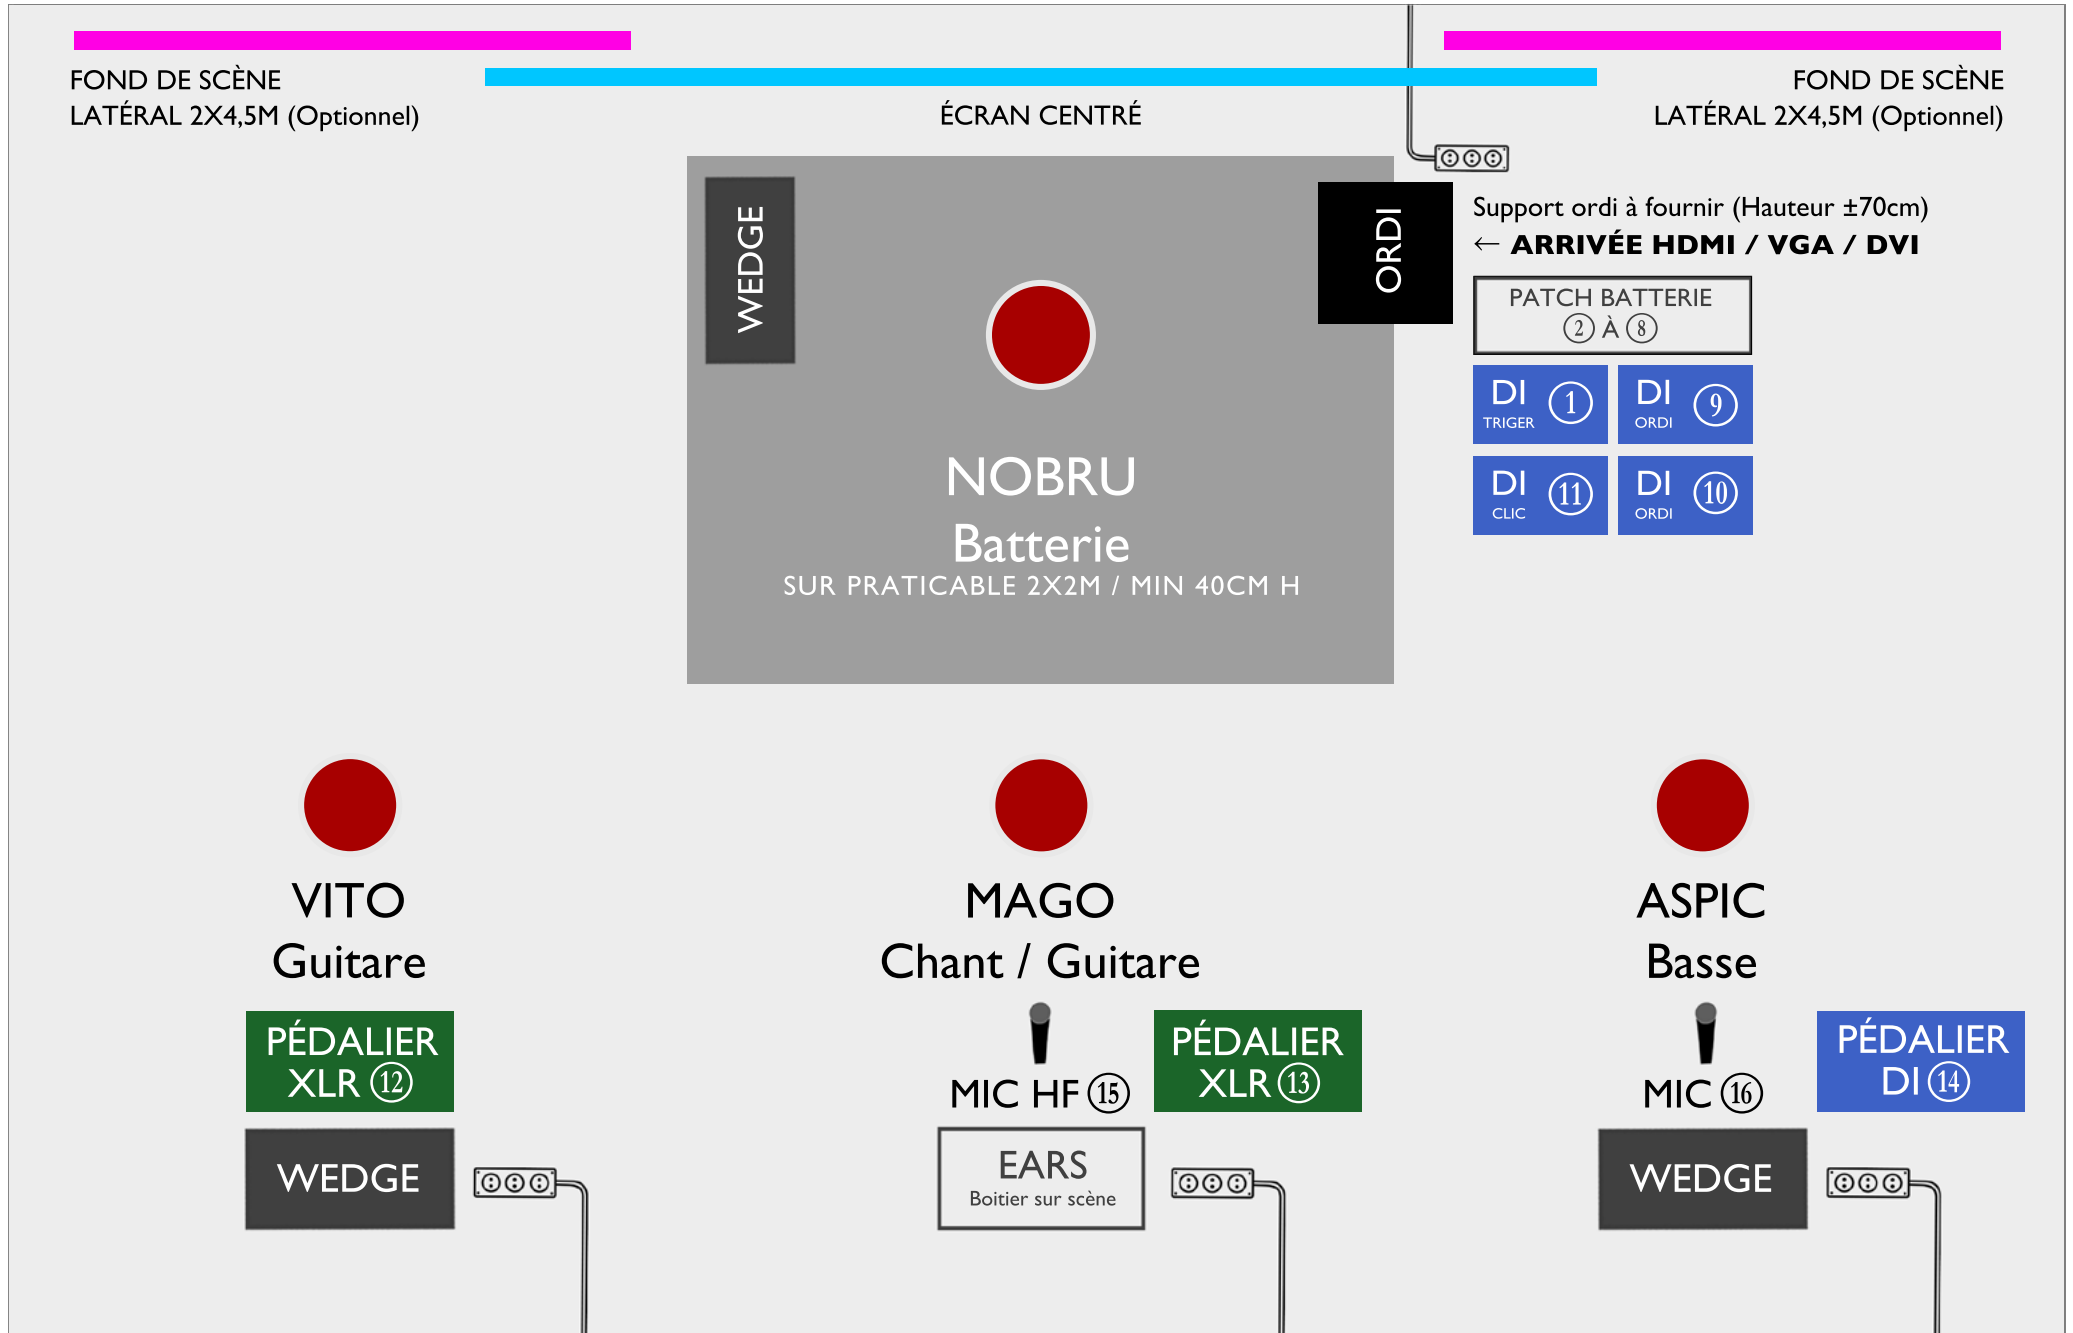 FOND DE SCÈNE
LATÉRAL 2X4,5M (Optionnel)
ÉCRAN CENTRÉ
FOND DE SCÈNE
LATÉRAL 2X4,5M (Optionnel)
WEDGE
ORDI
Support ordi à fournir (Hauteur ±70cm)
← ARRIVÉE HDMI / VGA / DVI
PATCH BATTERIE
② À ⑧
DI ①
TRIGER
DI ⑨
ORDI
DI ⑪
CLIC
DI ⑩
ORDI
NOBRU
Batterie
SUR PRATICABLE 2X2M / MIN 40CM H
VITO
Guitare
PÉDALIER
XLR ⑫
WEDGE
MAGO
Chant / Guitare
MIC HF ⑮
PÉDALIER
XLR ⑬
EARS
Boitier sur scène
ASPIC
Basse
MIC ⑯
PÉDALIER
DI ⑭
WEDGE